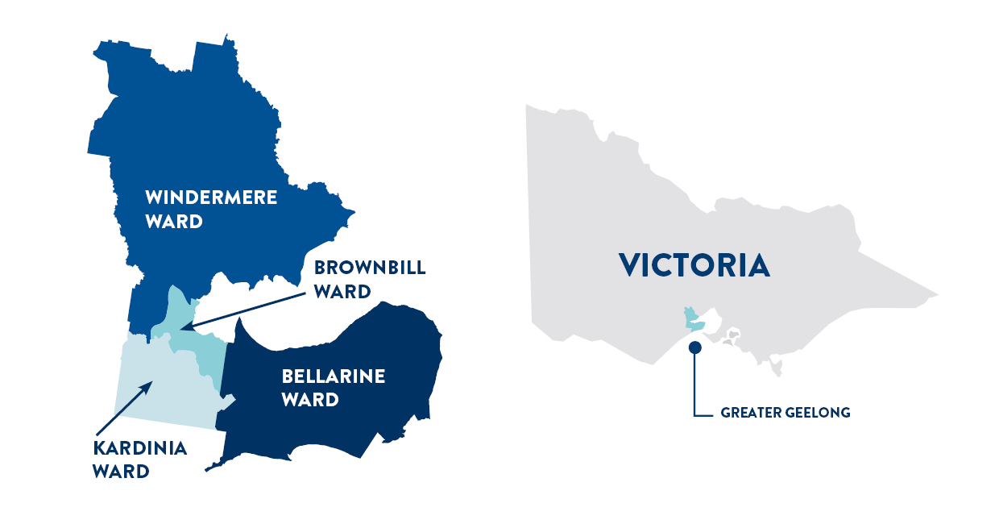 WINDERMERE
WARD
BROWNBILL
WARD
BELLARINE
WARD
KARDINIA
WARD
VICTORIA
GREATER GEELONG